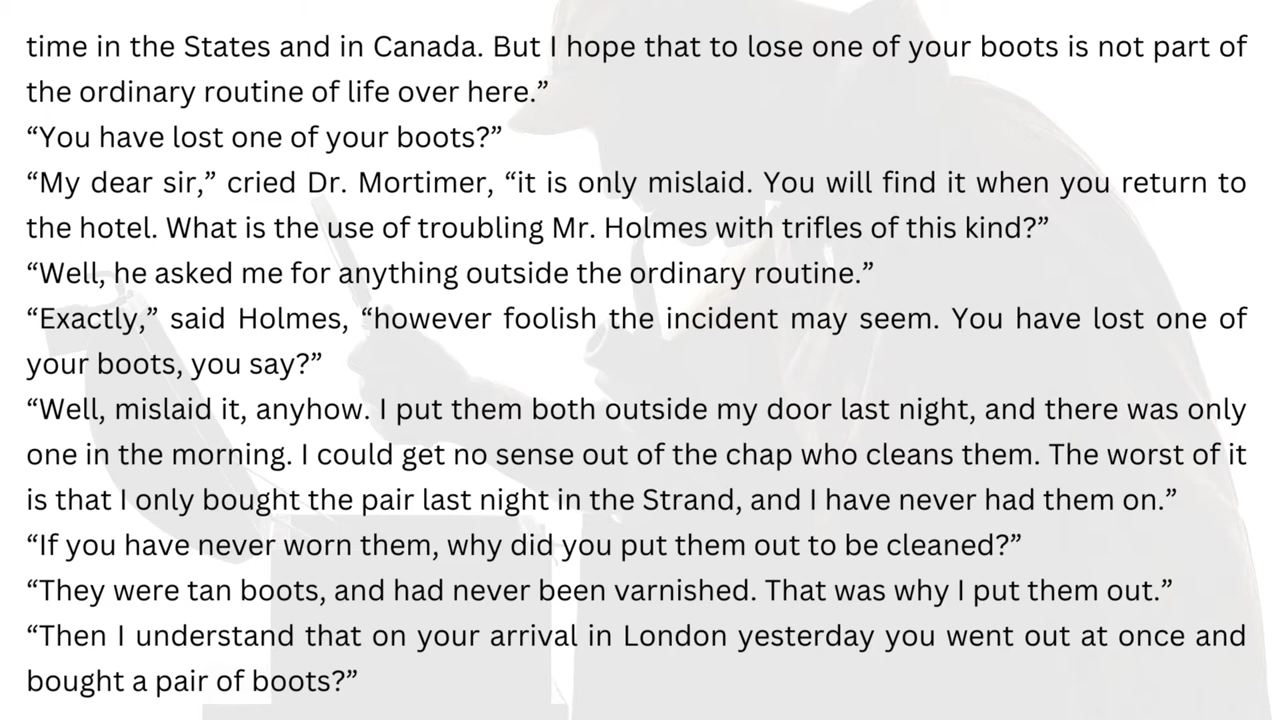 time in the States and in Canada. But I hope that to lose one of your boots is not part of
the ordinary routine of life over here.”
“You have lost one of your boots?”
“My dear sir,” cried Dr. Mortimer, “it is only mislaid. You will find it when you return to
the hotel. What is the use of troubling Mr. Holmes with trifles of this kind?”
“Well, he asked me for anything outside the ordinary routine.”
“Exactly,” said Holmes, “however foolish the incident may seem. You have lost one of
your boots, you say?”
“Well, mislaid it, anyhow. I put them both outside my door last night, and there was only
one in the morning. I could get no sense out of the chap who cleans them. The worst of it
is that I only bought the pair last night in the Strand, and I have never had them on.”
“If you have never worn them, why did you put them out to be cleaned?”
“They were tan boots, and had never been varnished. That was why I put them out.”
“Then I understand that on your arrival in London yesterday you went out at once and
bought a pair of boots?”